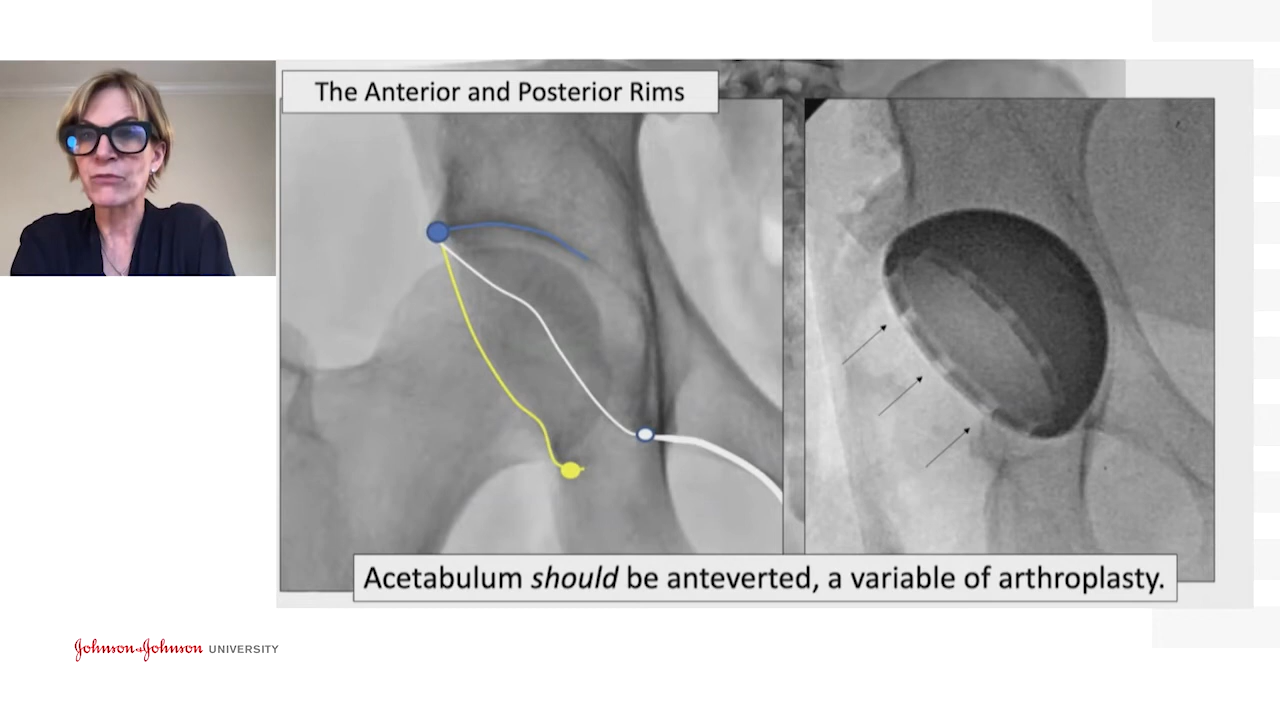 The Anterior and Posterior Rims
Acetabulum should be anteverted, a variable of arthroplasty.
Johnson+Johnson UNIVERSITY